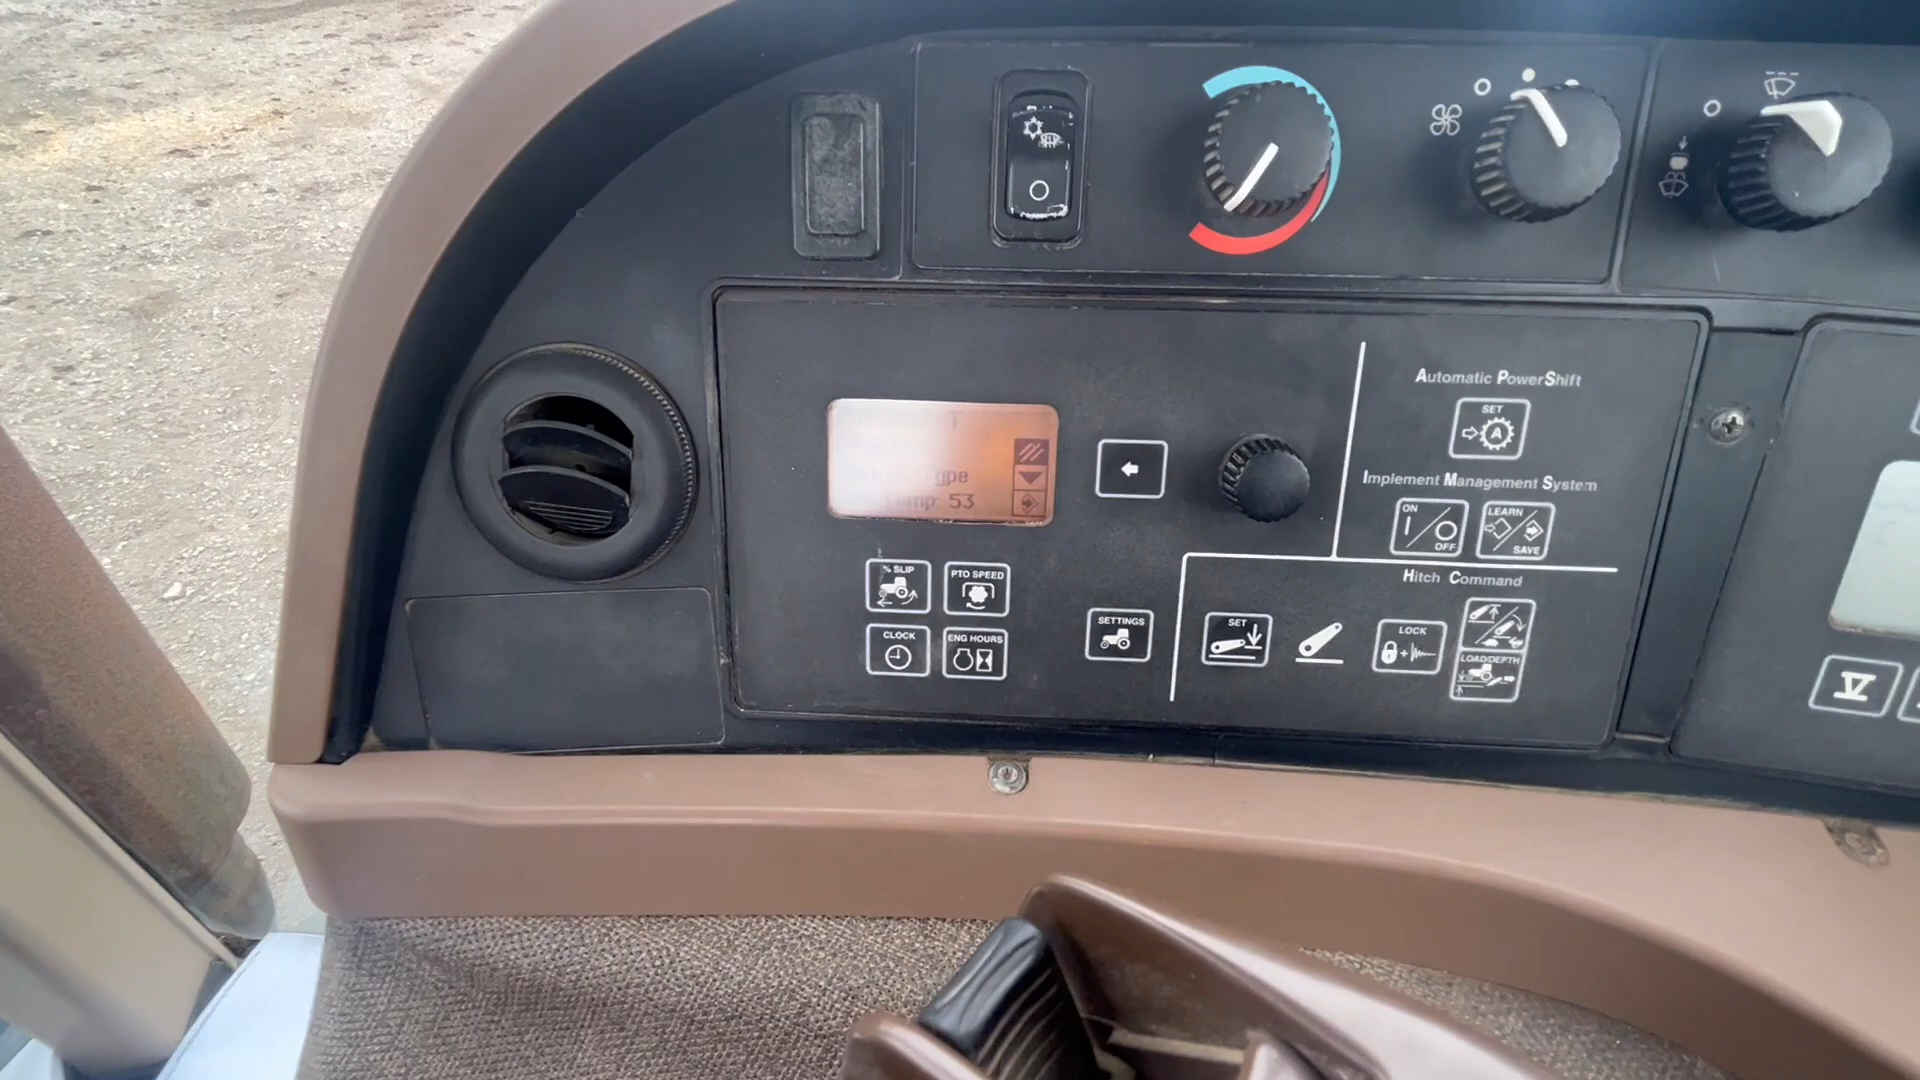 Automatic PowerShift
SET
A
Implement Management System
ON
OFF
LEARN
SAVE
Temp 53
% SLIP
PTO SPEED
CLOCK
ENG HOURS
SETTINGS
Hitch Command
SET
LOCK
LOAD/DEPTH